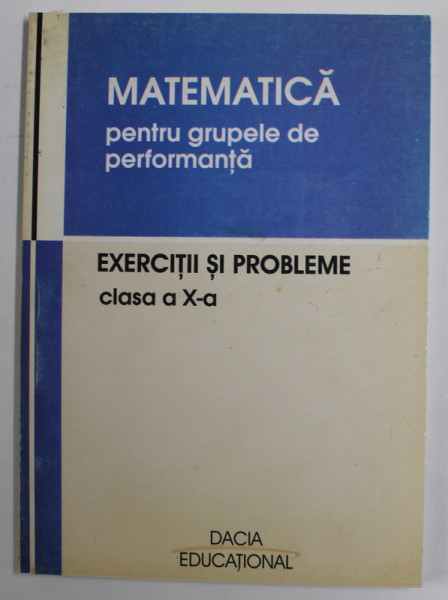 MATEMATICĂ
pentru grupele de
performanță
EXERCIȚII ȘI PROBLEME
clasa a X-a
DACIA
EDUCAȚIONAL